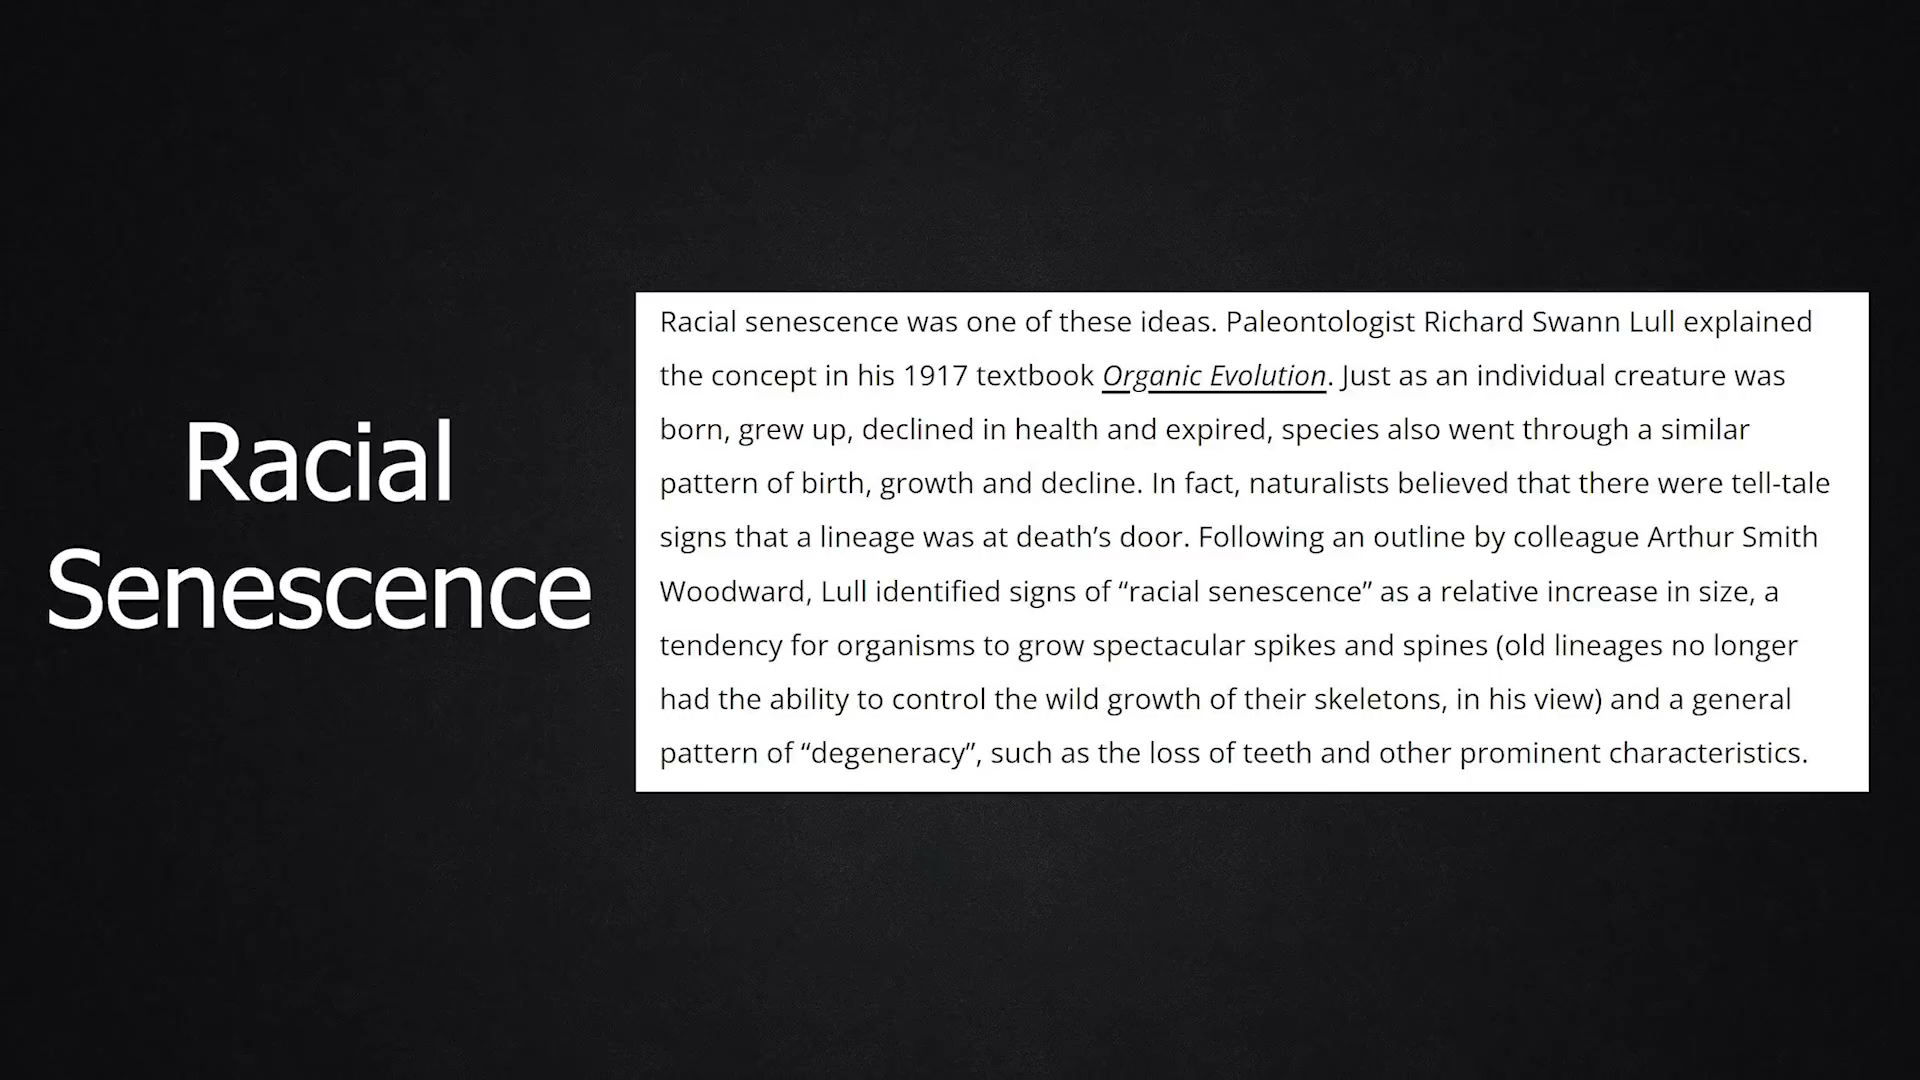 Racial
Senescence
Racial senescence was one of these ideas. Paleontologist Richard Swann Lull explained
the concept in his 1917 textbook Organic Evolution. Just as an individual creature was
born, grew up, declined in health and expired, species also went through a similar
pattern of birth, growth and decline. In fact, naturalists believed that there were tell-tale
signs that a lineage was at death’s door. Following an outline by colleague Arthur Smith
Woodward, Lull identified signs of “racial senescence” as a relative increase in size, a
tendency for organisms to grow spectacular spikes and spines (old lineages no longer
had the ability to control the wild growth of their skeletons, in his view) and a general
pattern of “degeneracy”, such as the loss of teeth and other prominent characteristics.